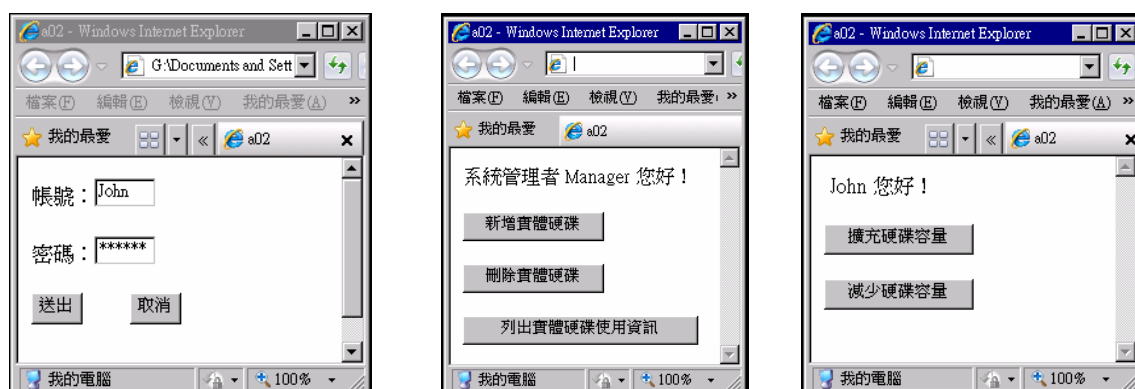 a02 - Windows Internet Explorer
G:\Documents and Sett
檔案(F) 編輯(E) 檢視(V) 我的最愛(A) »
我的最愛 « a02 x
帳號：John
密碼：******
送出 取消
我的電腦 100%
a02 - Windows Internet Explorer
檔案(F) 編輯(E) 檢視(V) 我的最愛 »
我的最愛 a02
系統管理者 Manager 您好！
新增實體硬碟
刪除實體硬碟
列出實體硬碟使用資訊
我的電腦 100%
a02 - Windows Internet Explorer
檔案(F) 編輯(E) 檢視(V) 我的最愛(A) »
我的最愛 « a02 x
John 您好！
擴充硬碟容量
減少硬碟容量
我的電腦 100%